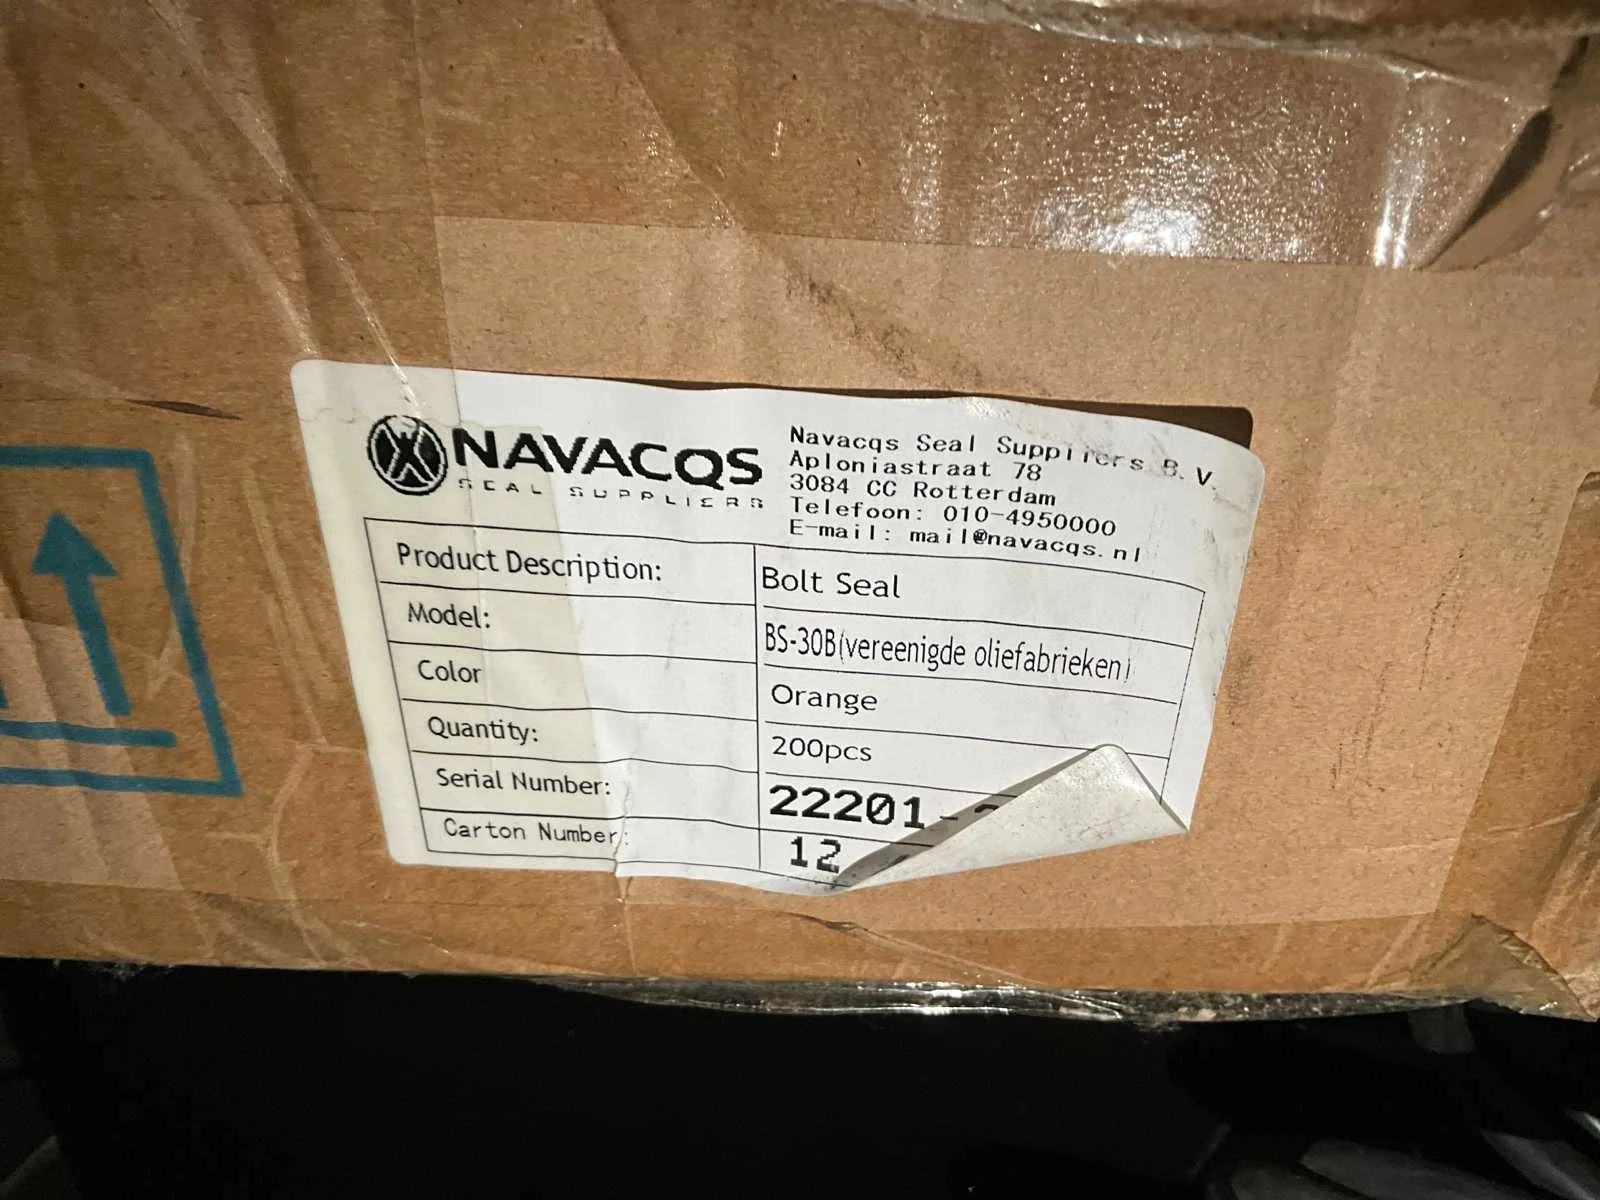 NAVACQS
SEAL SUPPLIERS
Navacqs Seal Suppliers B.V.
Aploniastraat 78
3084 CC Rotterdam
Telefoon: 010-4950000
E-mail: mail@navacqs.nl
Product Description: Bolt Seal
Model: BS-30B(vereenigde oliefabrieken)
Color Orange
Quantity: 200pcs
Serial Number: 22201-
Carton Number: 12